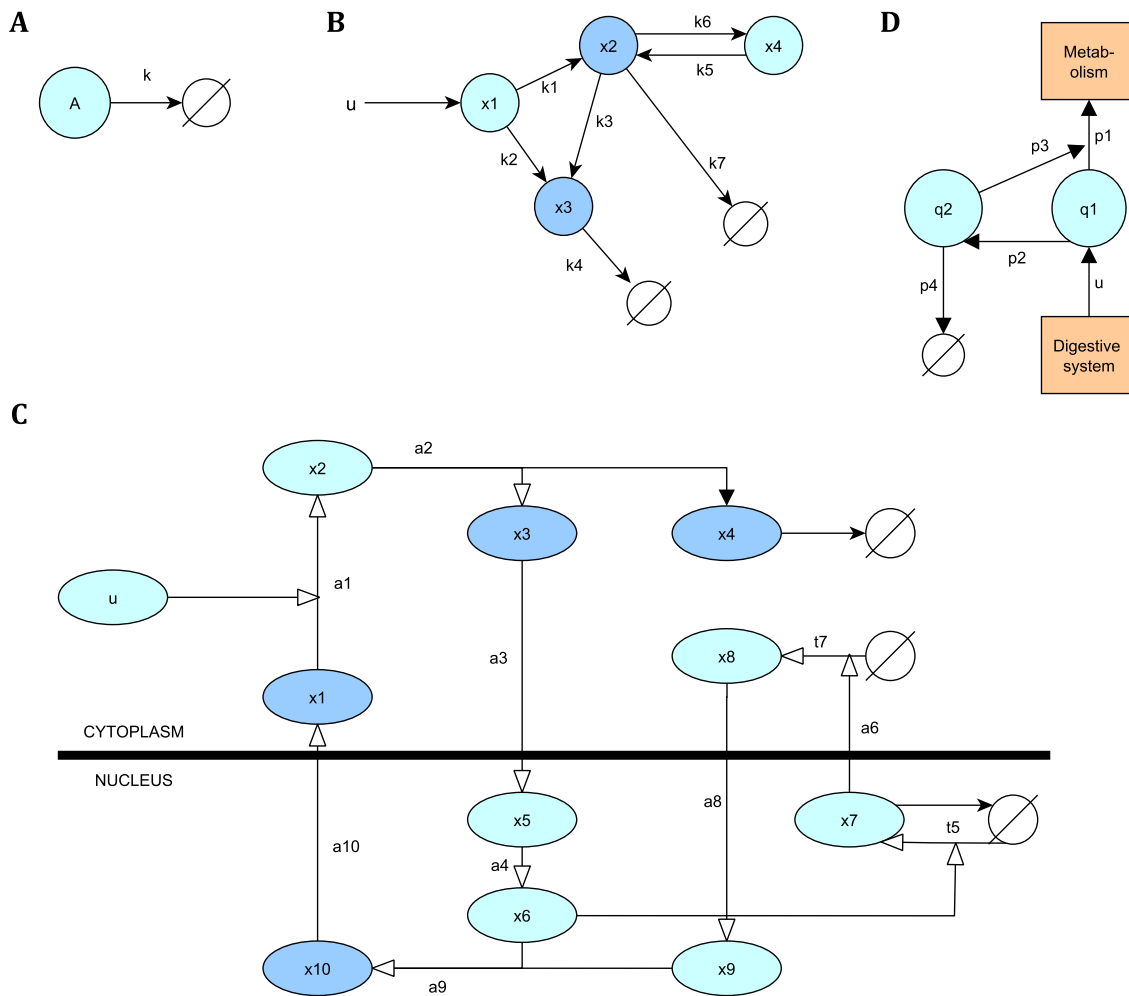 A
k
A
B
u
x1
k1
k2
x2
k3
x3
k4
k6
k5
x4
k7
D
Metab-
olism
p3
p1
q2
q1
p2
p4
u
Digestive
system
C
x2
a2
x3
x4
u
a1
a3
x8
t7
x1
a6
CYTOPLASM
NUCLEUS
x5
a8
x7
t5
a10
a4
x6
x10
a9
x9